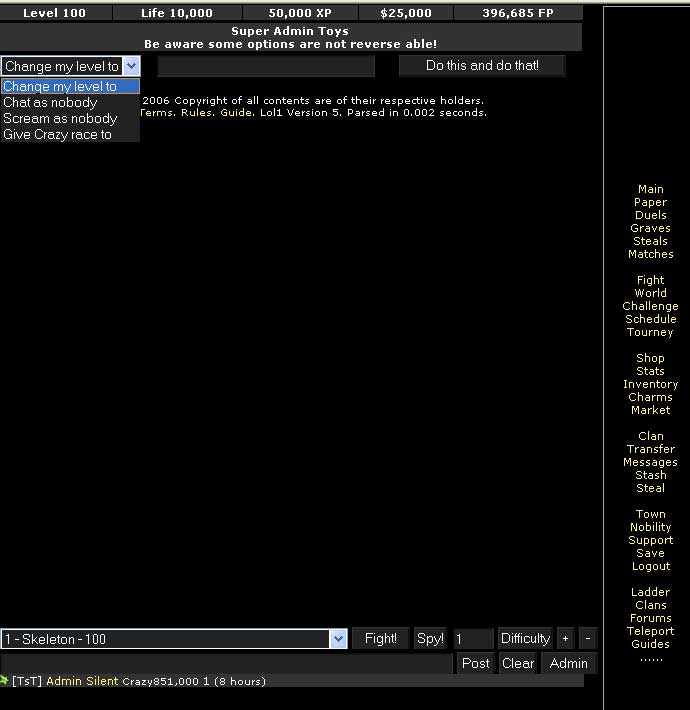 Level 100 Life 10,000 50,000 XP $25,000 396,685 FP
Super Admin Toys
Be aware some options are not reverse able!
Change my level to Do this and do that!
Change my level to
Chat as nobody
Scream as nobody
Give Crazy race to
2006 Copyright of all contents are of their respective holders.
Terms. Rules. Guide. Lol1 Version 5. Parsed in 0.002 seconds.
Main
Paper
Duels
Graves
Steals
Matches
Fight
World
Challenge
Schedule
Tourney
Shop
Stats
Inventory
Charms
Market
Clan
Transfer
Messages
Stash
Steal
Town
Nobility
Support
Save
Logout
Ladder
Clans
Forums
Teleport
Guides
......
1 - Skeleton - 100 Fight! Spy! 1 Difficulty + -
Post Clear Admin
[TsT] Admin Silent Crazy851,000 1 (8 hours)